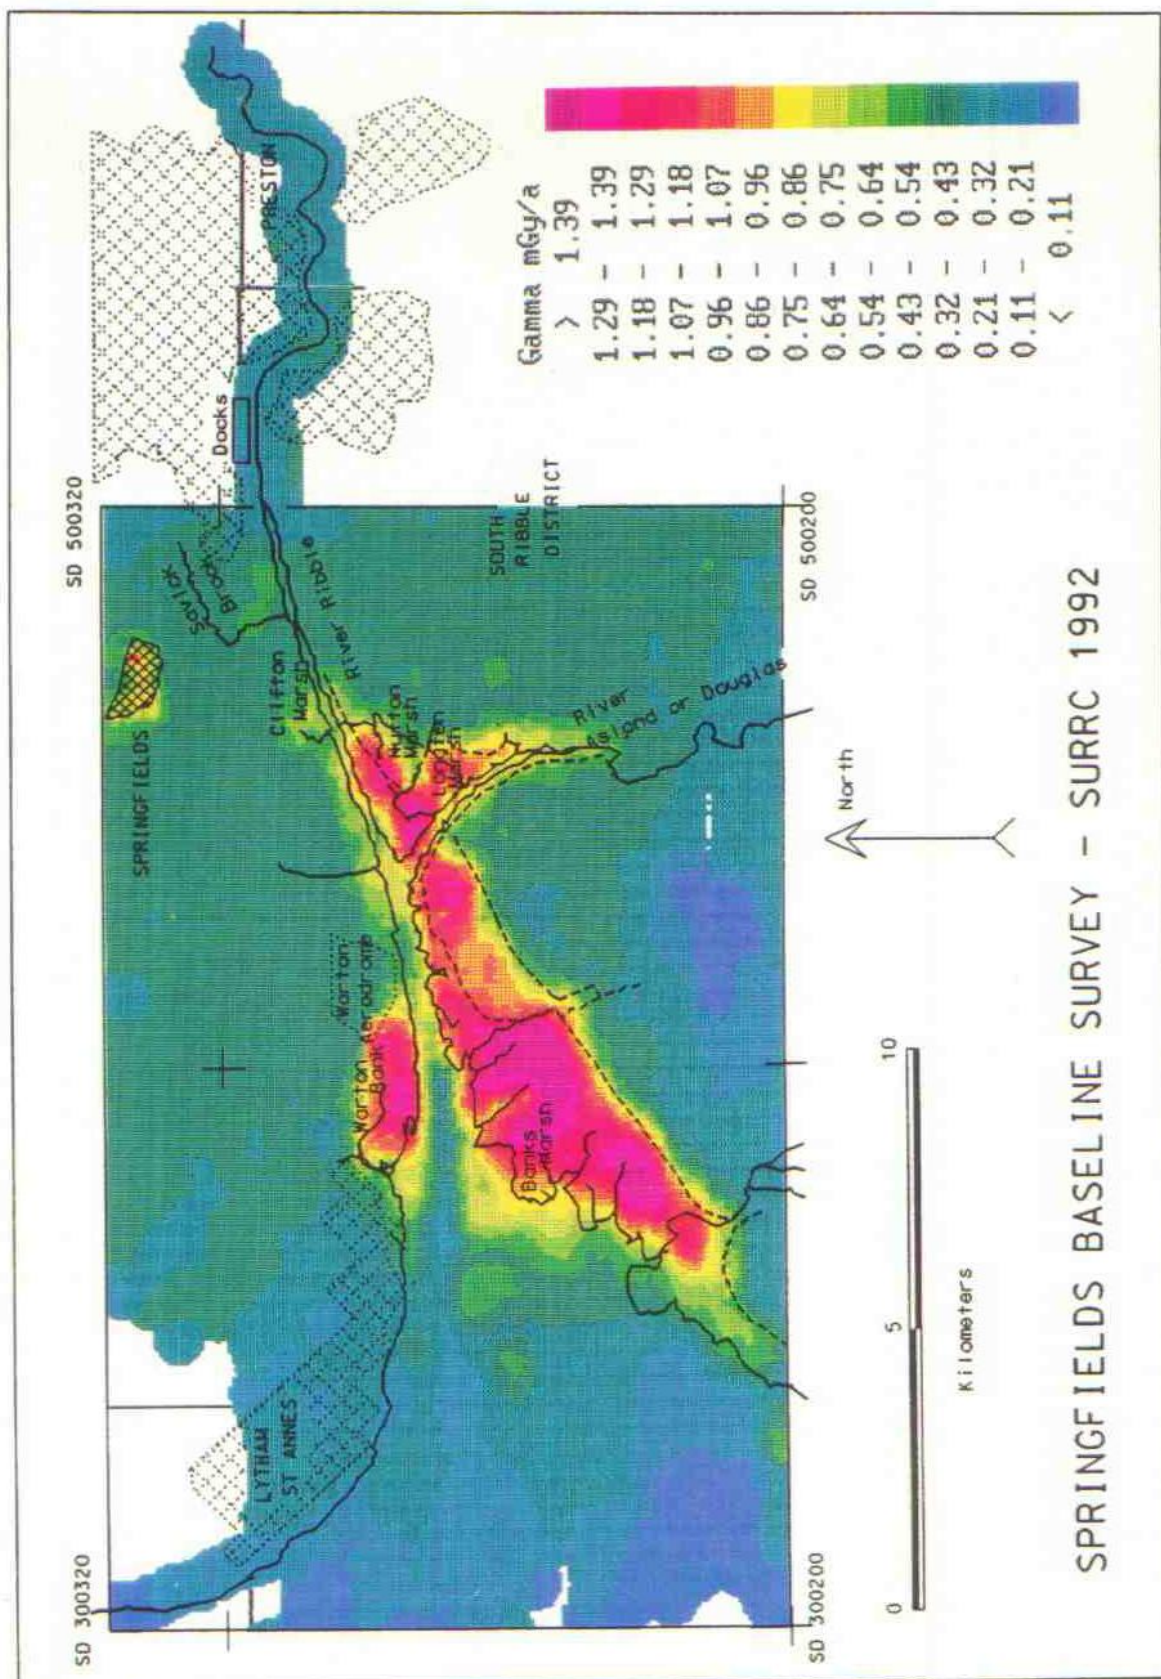 SD 300320
SD 500320
LYTHAM
ST ANNES
SPRINGFIELDS
Savick
Brook
Docks
PRESTON
Clifton
Marsh
River Ribble
Warton
Aerodrome
Warton
Bank
Hutton
Marsh
Longton
Marsh
Banks
Marsh
SOUTH
RIBBLE
DISTRICT
River
Asland or Douglas
SD 300200
SD 500200
North
0
5
10
Kilometers
Gamma mGy/a
> 1.39
1.29 - 1.39
1.18 - 1.29
1.07 - 1.18
0.96 - 1.07
0.86 - 0.96
0.75 - 0.86
0.64 - 0.75
0.54 - 0.64
0.43 - 0.54
0.32 - 0.43
0.21 - 0.32
0.11 - 0.21
< 0.11
SPRINGFIELDS BASELINE SURVEY - SURRC 1992